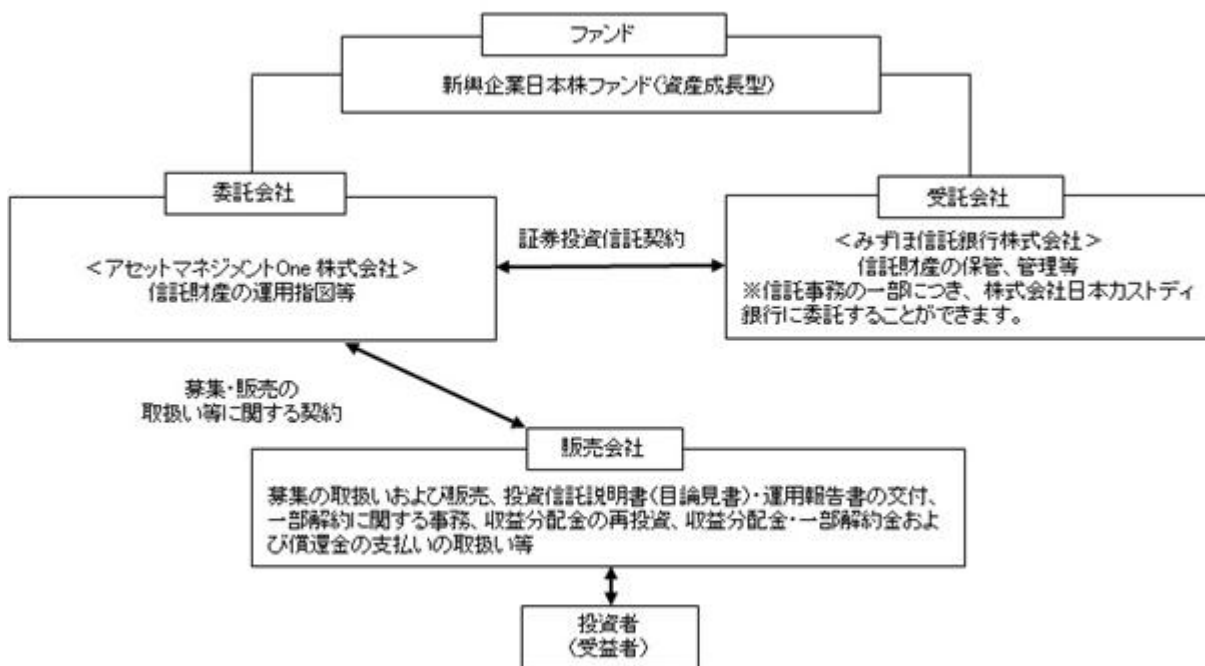 ファンド
新興企業日本株ファンド(資産成長型)
委託会社
＜アセットマネジメントOne 株式会社＞
信託財産の運用指図等
証券投資信託契約
受託会社
＜みずほ信託銀行株式会社＞
信託財産の保管、管理等
※信託事務の一部につき、株式会社日本カストディ
銀行に委託することができます。
募集・販売の
取扱い等に関する契約
販売会社
募集の取扱いおよび販売、投資信託説明書(目論見書)・運用報告書の交付、
一部解約に関する事務、収益分配金の再投資、収益分配金・一部解約金およ
び償還金の支払いの取扱い等
投資者
(受益者)